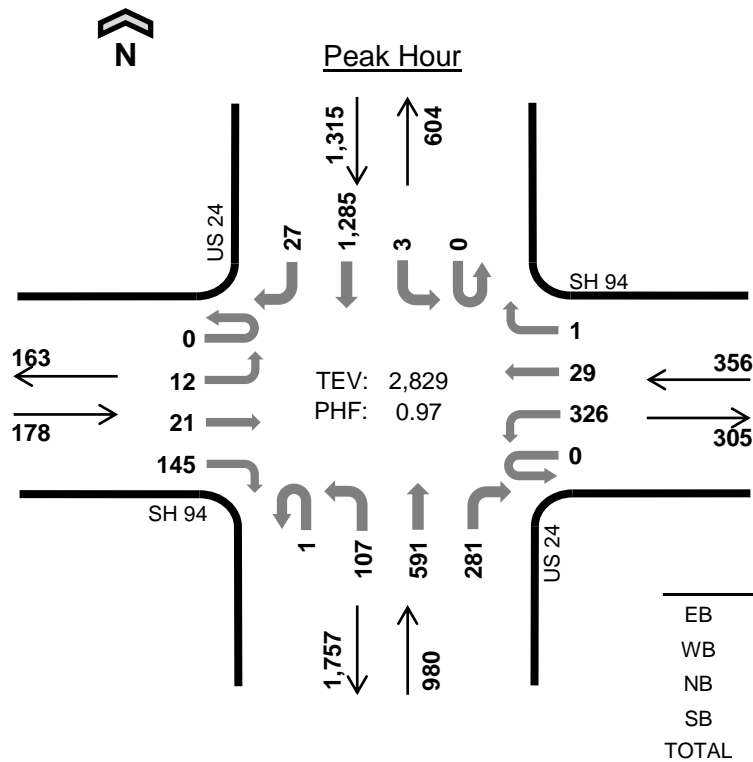 N
Peak Hour
1,315
604
US 24
27
1,285
3
0
SH 94
0
1
163
12
TEV: 2,829
29
356
178
21
PHF: 0.97
326
305
145
0
SH 94
1
107
591
281
US 24
1,757
980
EB
WB
NB
SB
TOTAL